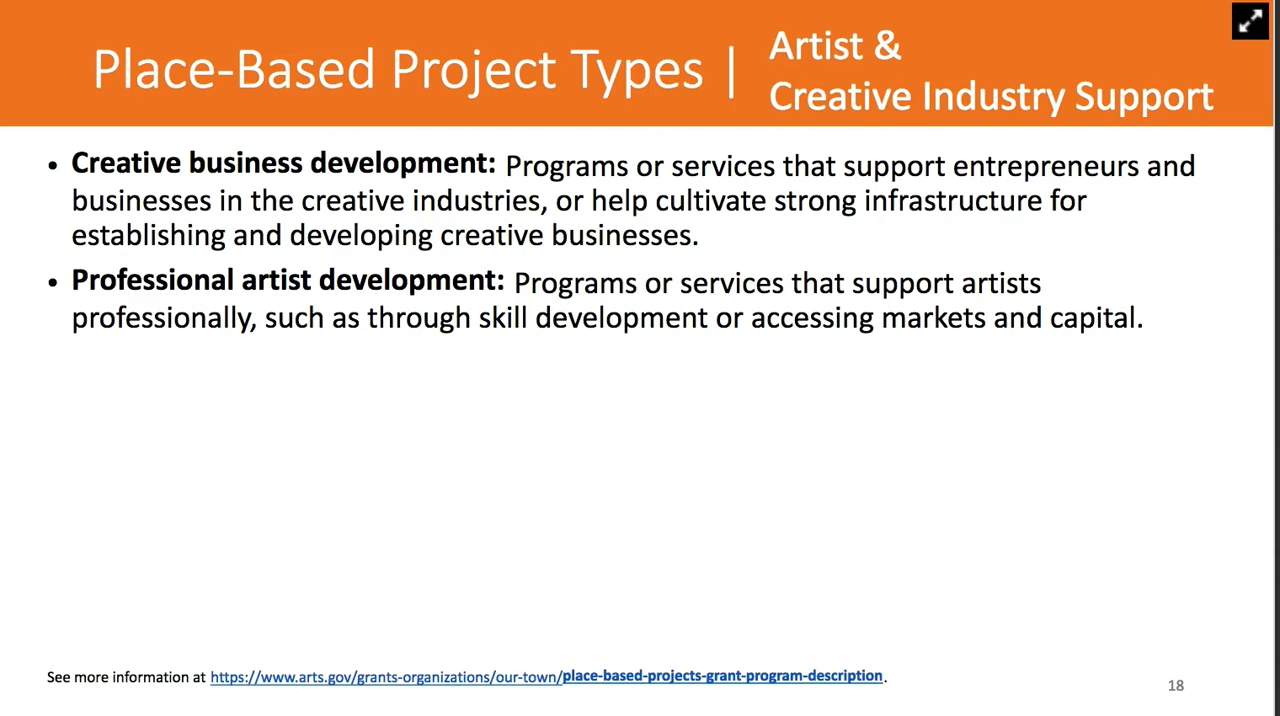 Place-Based Project Types |
Artist &
Creative Industry Support
• Creative business development: Programs or services that support entrepreneurs and
businesses in the creative industries, or help cultivate strong infrastructure for
establishing and developing creative businesses.
• Professional artist development: Programs or services that support artists
professionally, such as through skill development or accessing markets and capital.
See more information at https://www.arts.gov/grants-organizations/our-town/place-based-projects-grant-program-description.
18